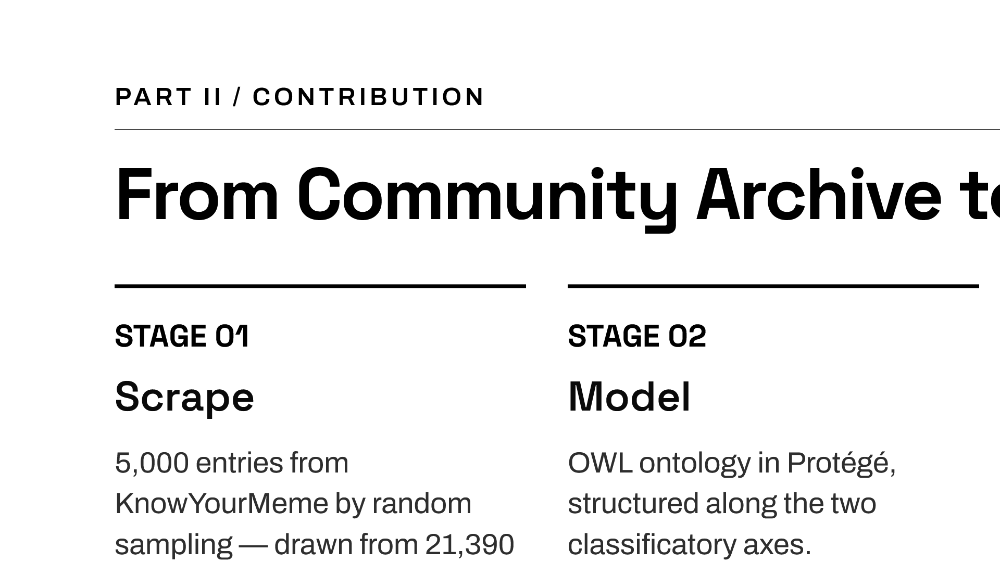 PART II / CONTRIBUTION
From Community Archive
STAGE 01
Scrape
5,000 entries from
KnowYourMeme by random
sampling — drawn from 21,390
STAGE 02
Model
OWL ontology in Protégé,
structured along the two
classificatory axes.